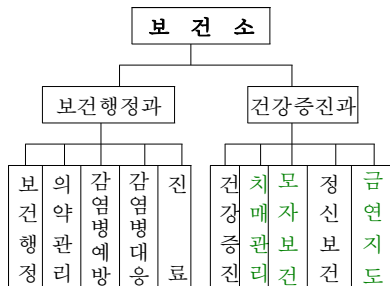 보 건 소
보건행정과
건강증진과
보건행정
의약관리
감염병예방
감염병대응
진료
건강증진
치매관리
모자보건
정신보건
금연지도